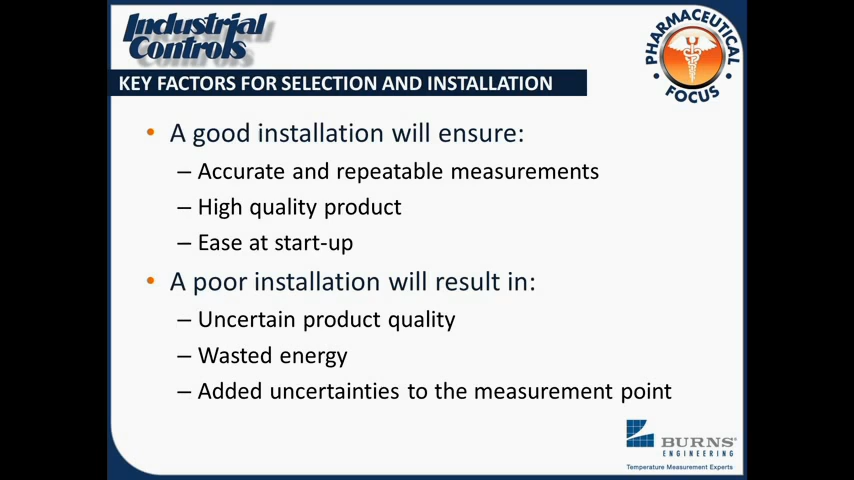 Industrial
Controls
PHARMACEUTICAL
FOCUS
KEY FACTORS FOR SELECTION AND INSTALLATION
• A good installation will ensure:
– Accurate and repeatable measurements
– High quality product
– Ease at start-up
• A poor installation will result in:
– Uncertain product quality
– Wasted energy
– Added uncertainties to the measurement point
BURNS®
ENGINEERING
Temperature Measurement Experts